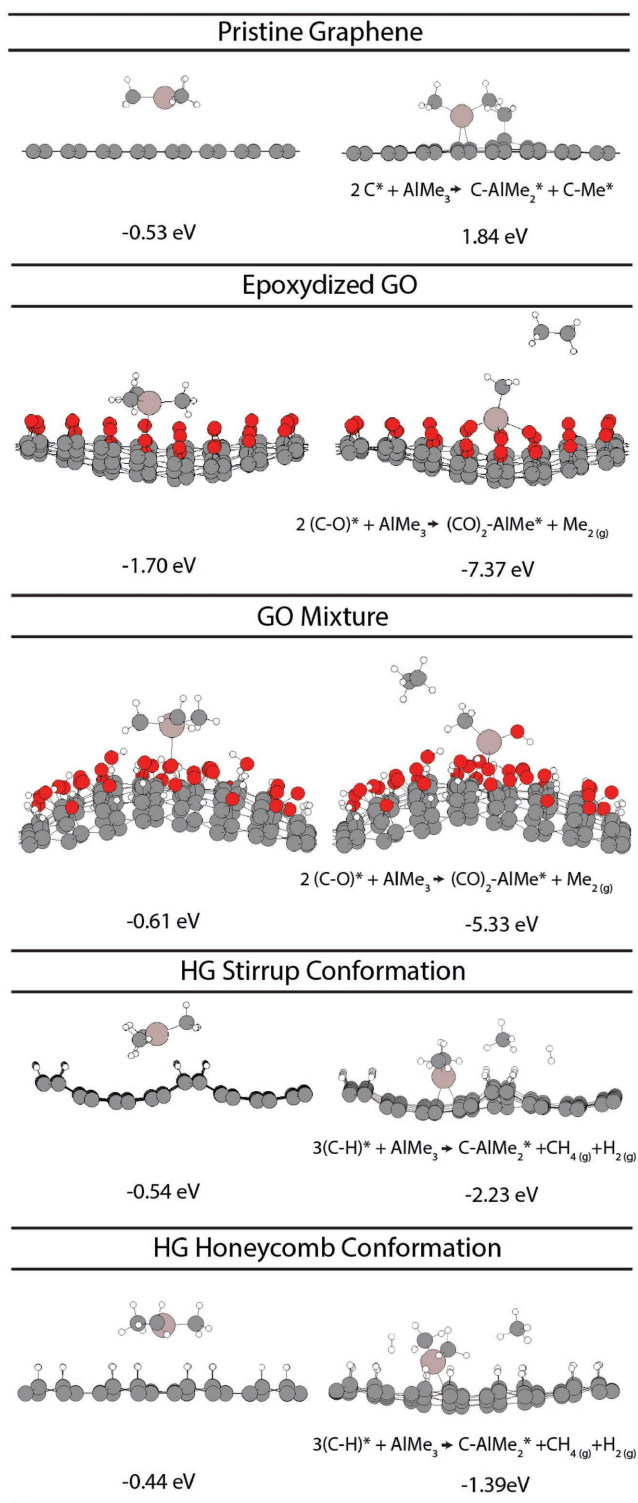 Pristine Graphene
2 C* + AlMe₃ → C-AlMe₂* + C-Me*
-0.53 eV
1.84 eV
Epoxydized GO
2 (C-O)* + AlMe₃ → (CO)₂-AlMe* + Me₂ (g)
-1.70 eV
-7.37 eV
GO Mixture
2 (C-O)* + AlMe₃ → (CO)₂-AlMe* + Me₂ (g)
-0.61 eV
-5.33 eV
HG Stirrup Conformation
3(C-H)* + AlMe₃ → C-AlMe₂* +CH₄ (g)+H₂ (g)
-0.54 eV
-2.23 eV
HG Honeycomb Conformation
3(C-H)* + AlMe₃ → C-AlMe₂* +CH₄ (g)+H₂ (g)
-0.44 eV
-1.39eV